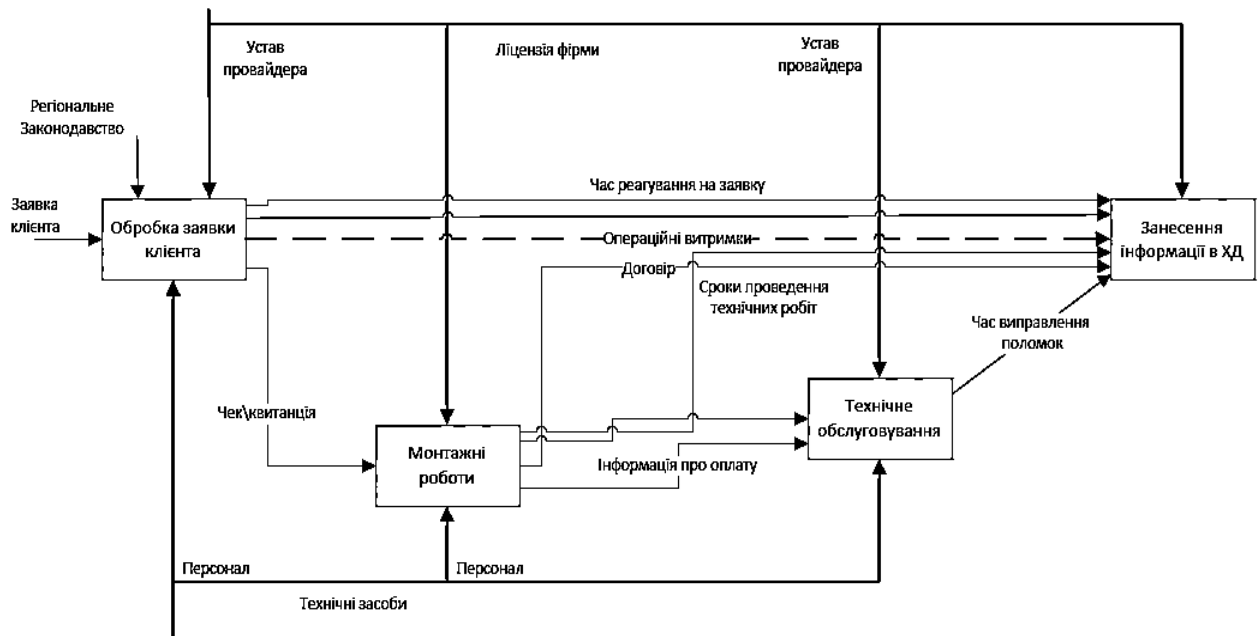 Устав
провайдера
Ліцензія фірми
Устав
провайдера
Регіональне
Законодавство
Заявка
клієнта
Обробка заявки
клієнта
Час реагування на заявку
Операційні витримки
Договір
Сроки проведення
технічних робіт
Занесення
інформації в ХД
Час виправлення
поломок
Чек\квитанція
Монтажні
роботи
Інформація про оплату
Технічне
обслуговування
Персонал
Персонал
Технічні засоби